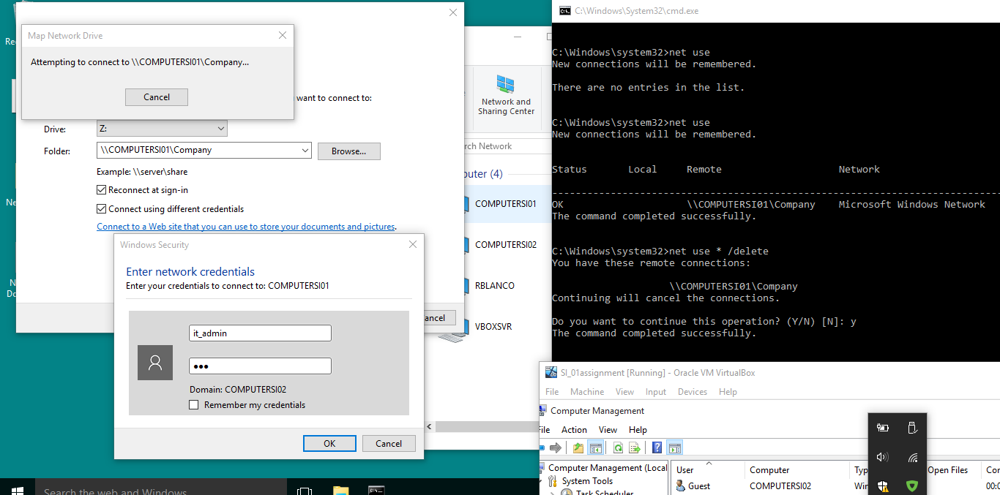 Map Network Drive
Attempting to connect to \\COMPUTERSI01\Company...
Cancel
want to connect to:
Drive:
Z:
Folder:
\\COMPUTERSI01\Company
Browse...
Example: \\server\share
Reconnect at sign-in
Connect using different credentials
Connect to a Web site that you can use to store your documents and pictures.
ancel
Windows Security
Enter network credentials
Enter your credentials to connect to: COMPUTERSI01
it_admin
•••
Domain: COMPUTERSI02
Remember my credentials
OK
Cancel
Re
Ne
N
Do
Search the web and Windows
Network and
Sharing Center
rch Network
puter (4)
COMPUTERSI01
COMPUTERSI02
RBLANCO
VBOXSVR
C:\Windows\System32\cmd.exe
C:\Windows\system32>net use
New connections will be remembered.
There are no entries in the list.
C:\Windows\system32>net use
New connections will be remembered.
Status Local Remote Network
-------------------------------------------------------------------------------
OK \\COMPUTERSI01\Company Microsoft Windows Network
The command completed successfully.
C:\Windows\system32>net use * /delete
You have these remote connections:
\\COMPUTERSI01\Company
Continuing will cancel the connections.
Do you want to continue this operation? (Y/N) [N]: y
The command completed successfully.
SI_01assignment [Running] - Oracle VM VirtualBox
File Machine View Input Devices Help
Computer Management
File Action View Help
Computer Management (Local
System Tools
Task Scheduler
User Computer Typ Open Files Cor
Guest COMPUTERSI02 Win 00:0